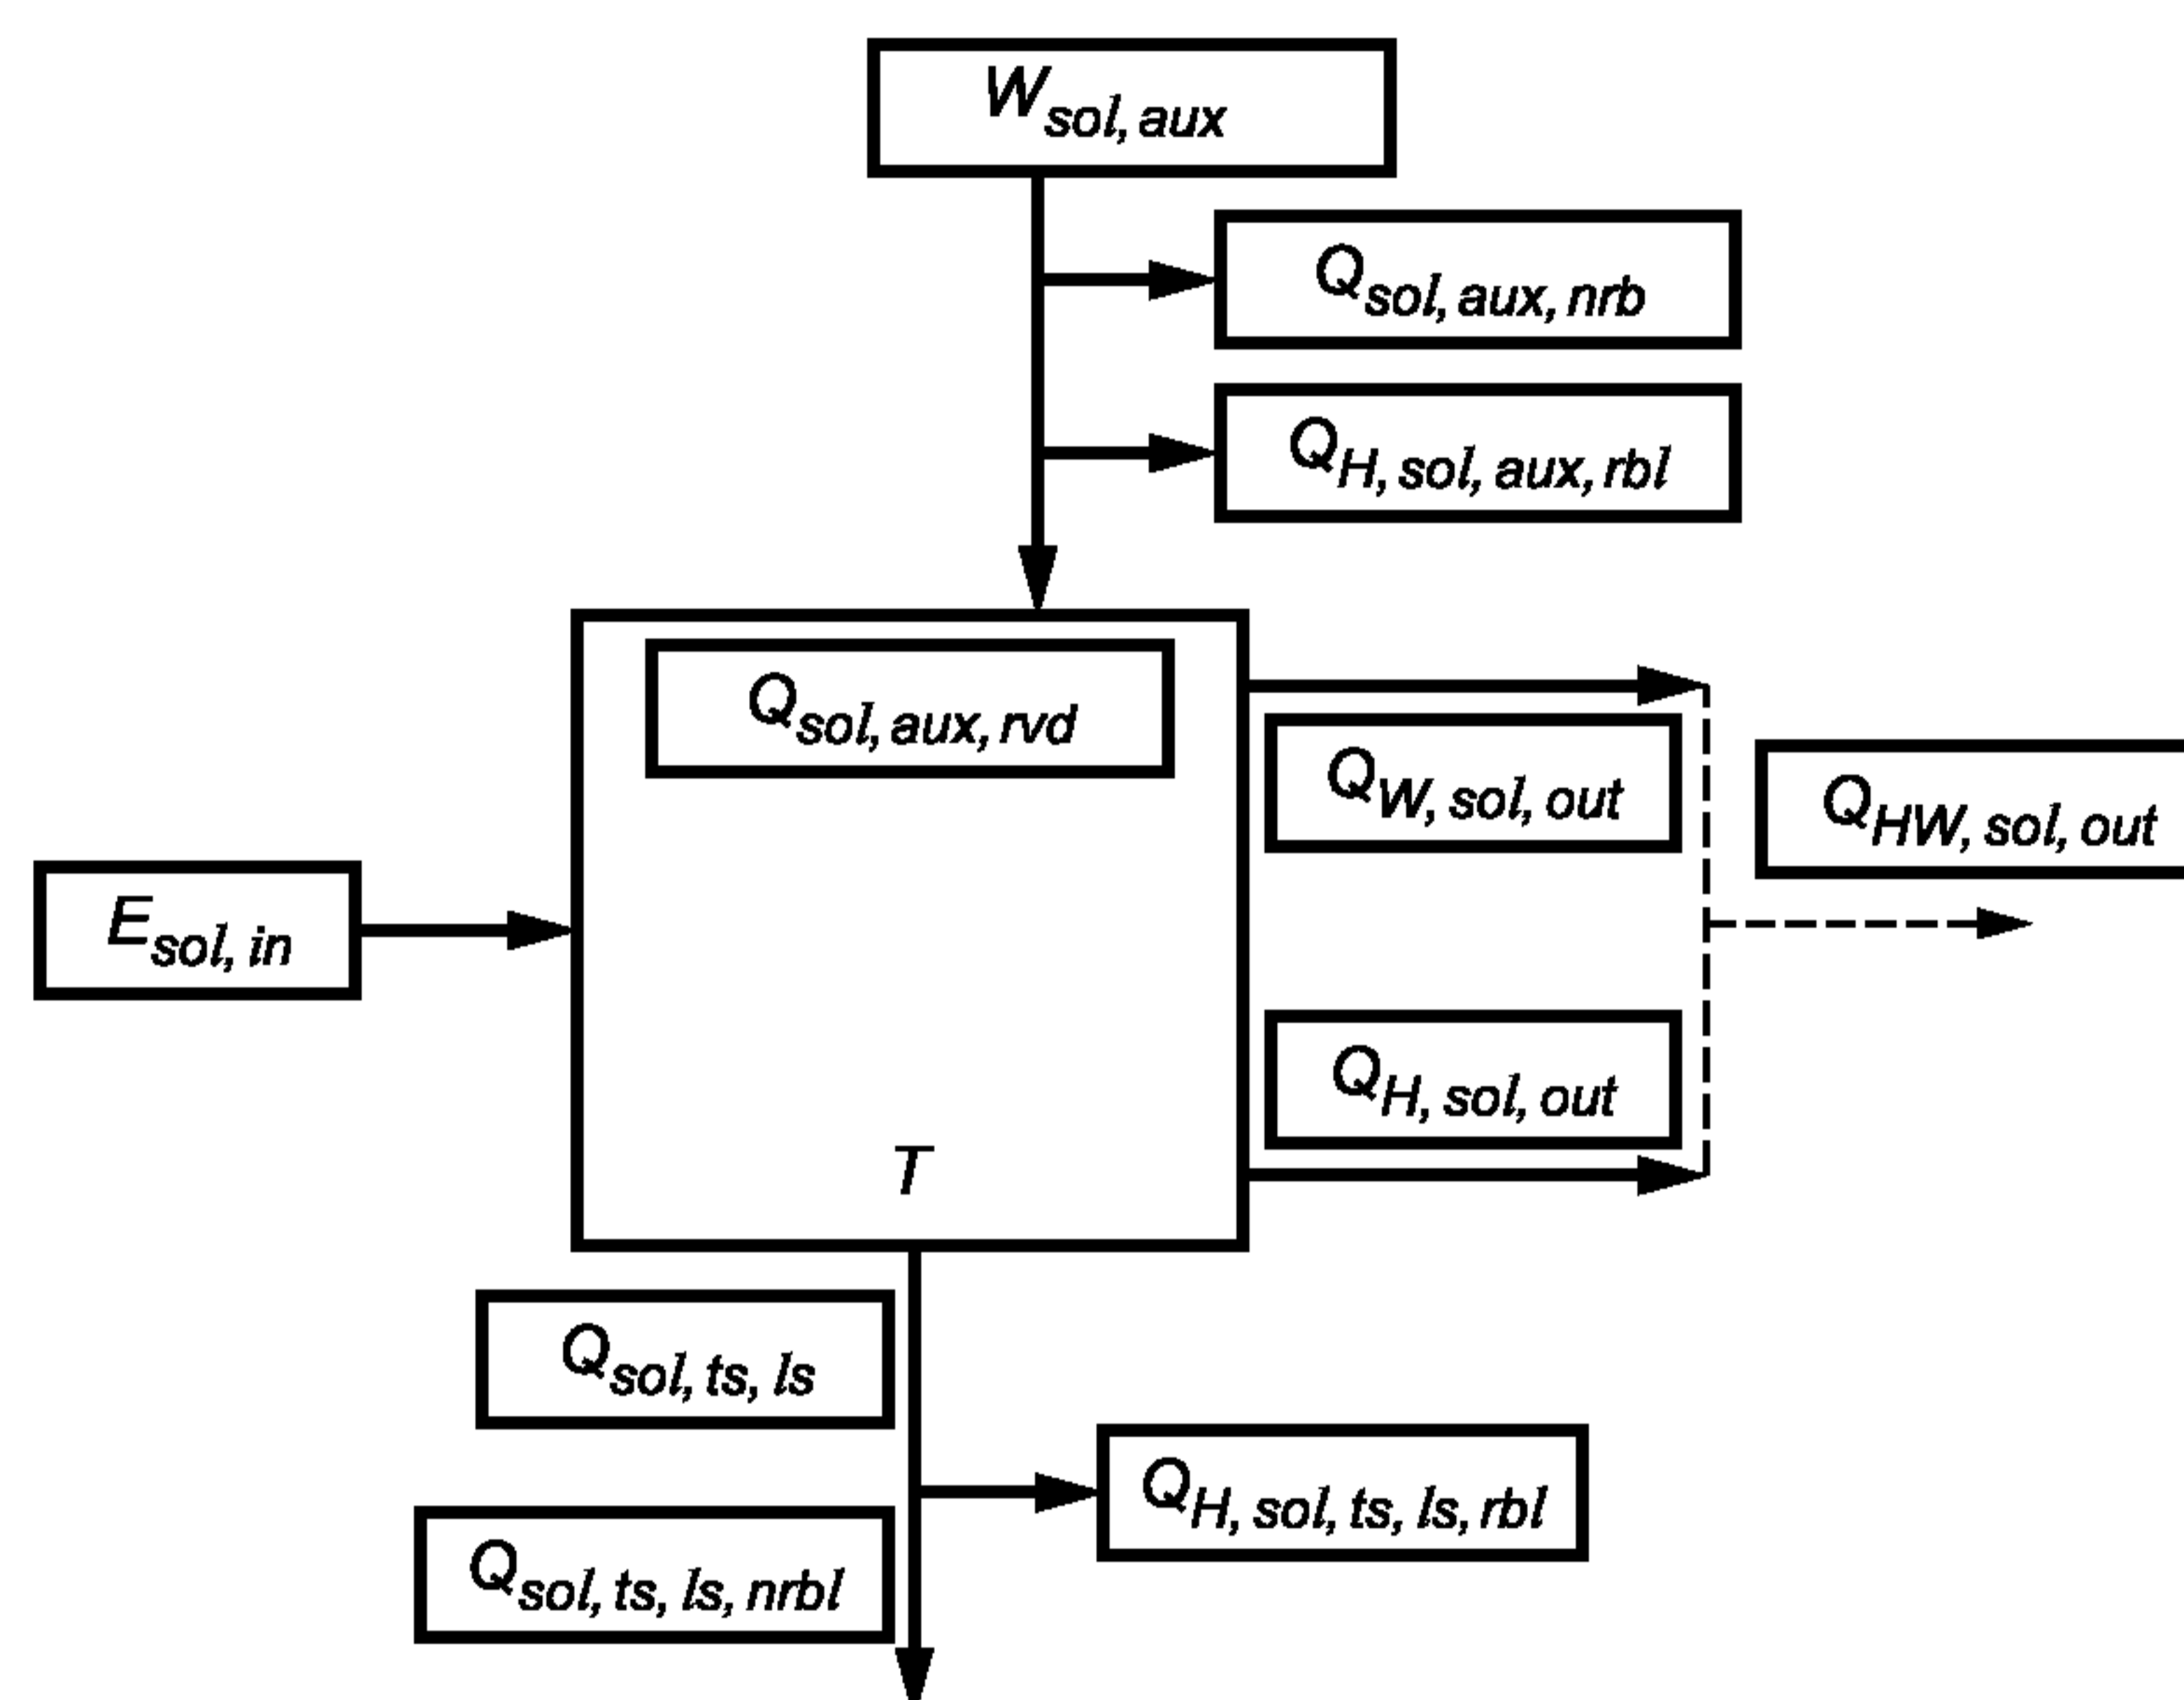 W sol, aux
Q sol, aux, nrb
Q H, sol, aux, rbl
Q sol, aux, rvd
Q W, sol, out
Q HW, sol, out
E sol, in
Q H, sol, out
T
Q sol, ts, ls
Q H, sol, ts, ls, rbl
Q sol, ts, ls, nrbl